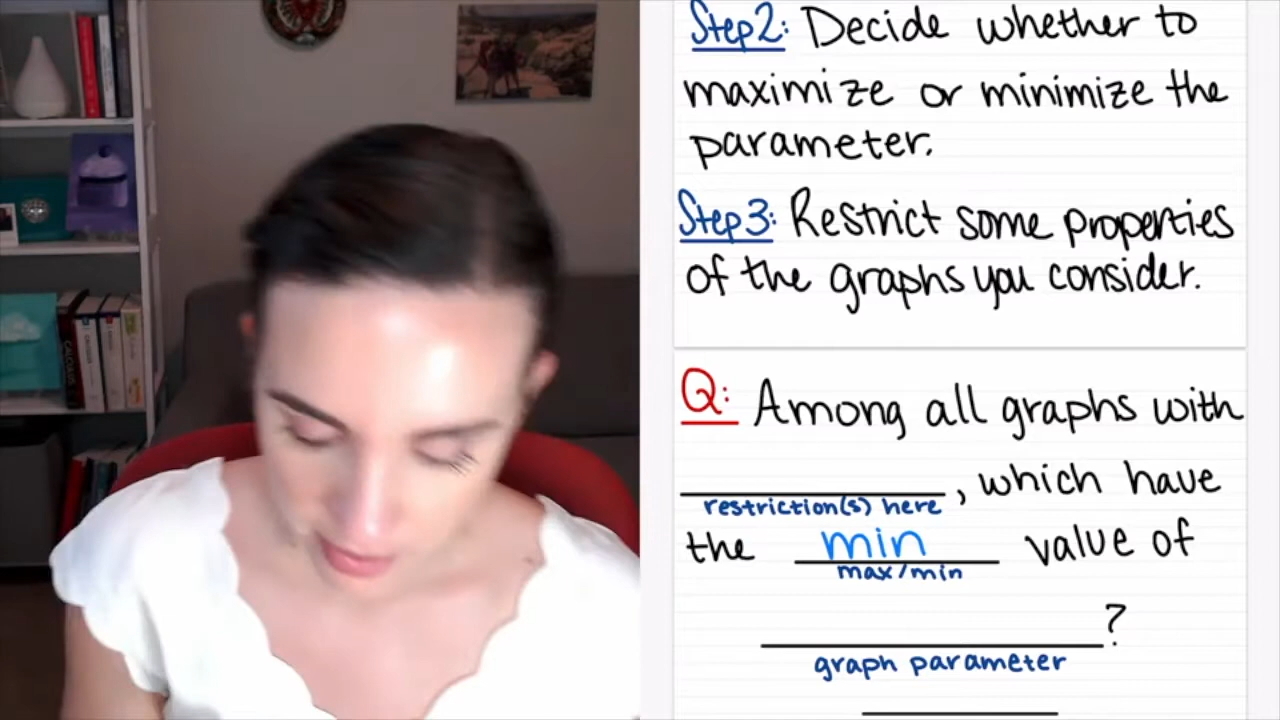 Step 2: Decide whether to
maximize or minimize the
parameter.
Step 3: Restrict some properties
of the graphs you consider.
Q: Among all graphs with
, which have
restriction(s) here
the min value of
max/min
?
graph parameter